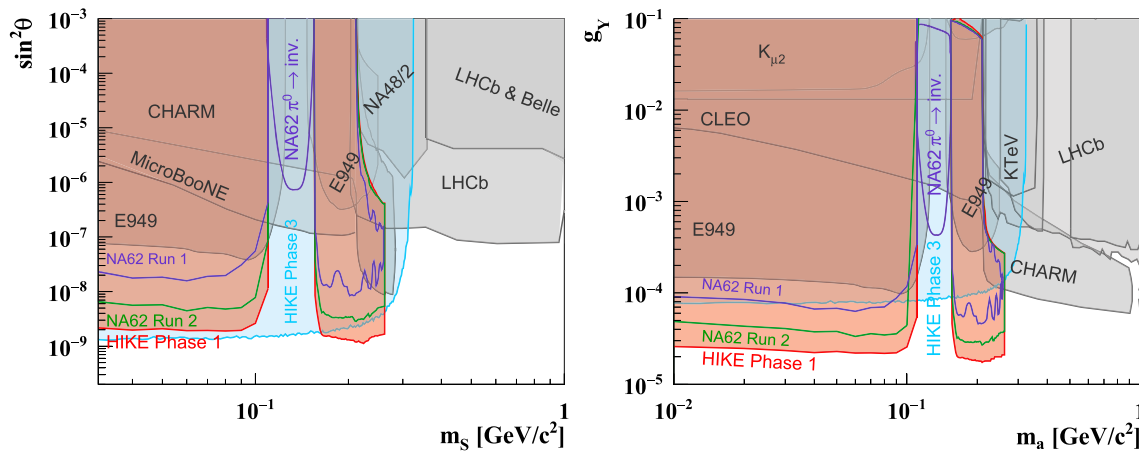 sin²θ
10⁻³
10⁻⁴
10⁻⁵
10⁻⁶
10⁻⁷
10⁻⁸
10⁻⁹
CHARM
MicroBooNE
E949
NA62 Run 1
NA62 Run 2
HIKE Phase 1
NA62 π⁰ → inv.
HIKE Phase 3
E949
NA48/2
LHCb & Belle
LHCb
10⁻¹
1
m_S [GeV/c²]
g_Y
10⁻¹
10⁻²
10⁻³
10⁻⁴
10⁻⁵
K_μ2
CLEO
E949
NA62 Run 1
NA62 Run 2
HIKE Phase 1
NA62 π⁰ → inv.
HIKE Phase 3
E949
KTeV
LHCb
CHARM
10⁻²
10⁻¹
1
m_a [GeV/c²]